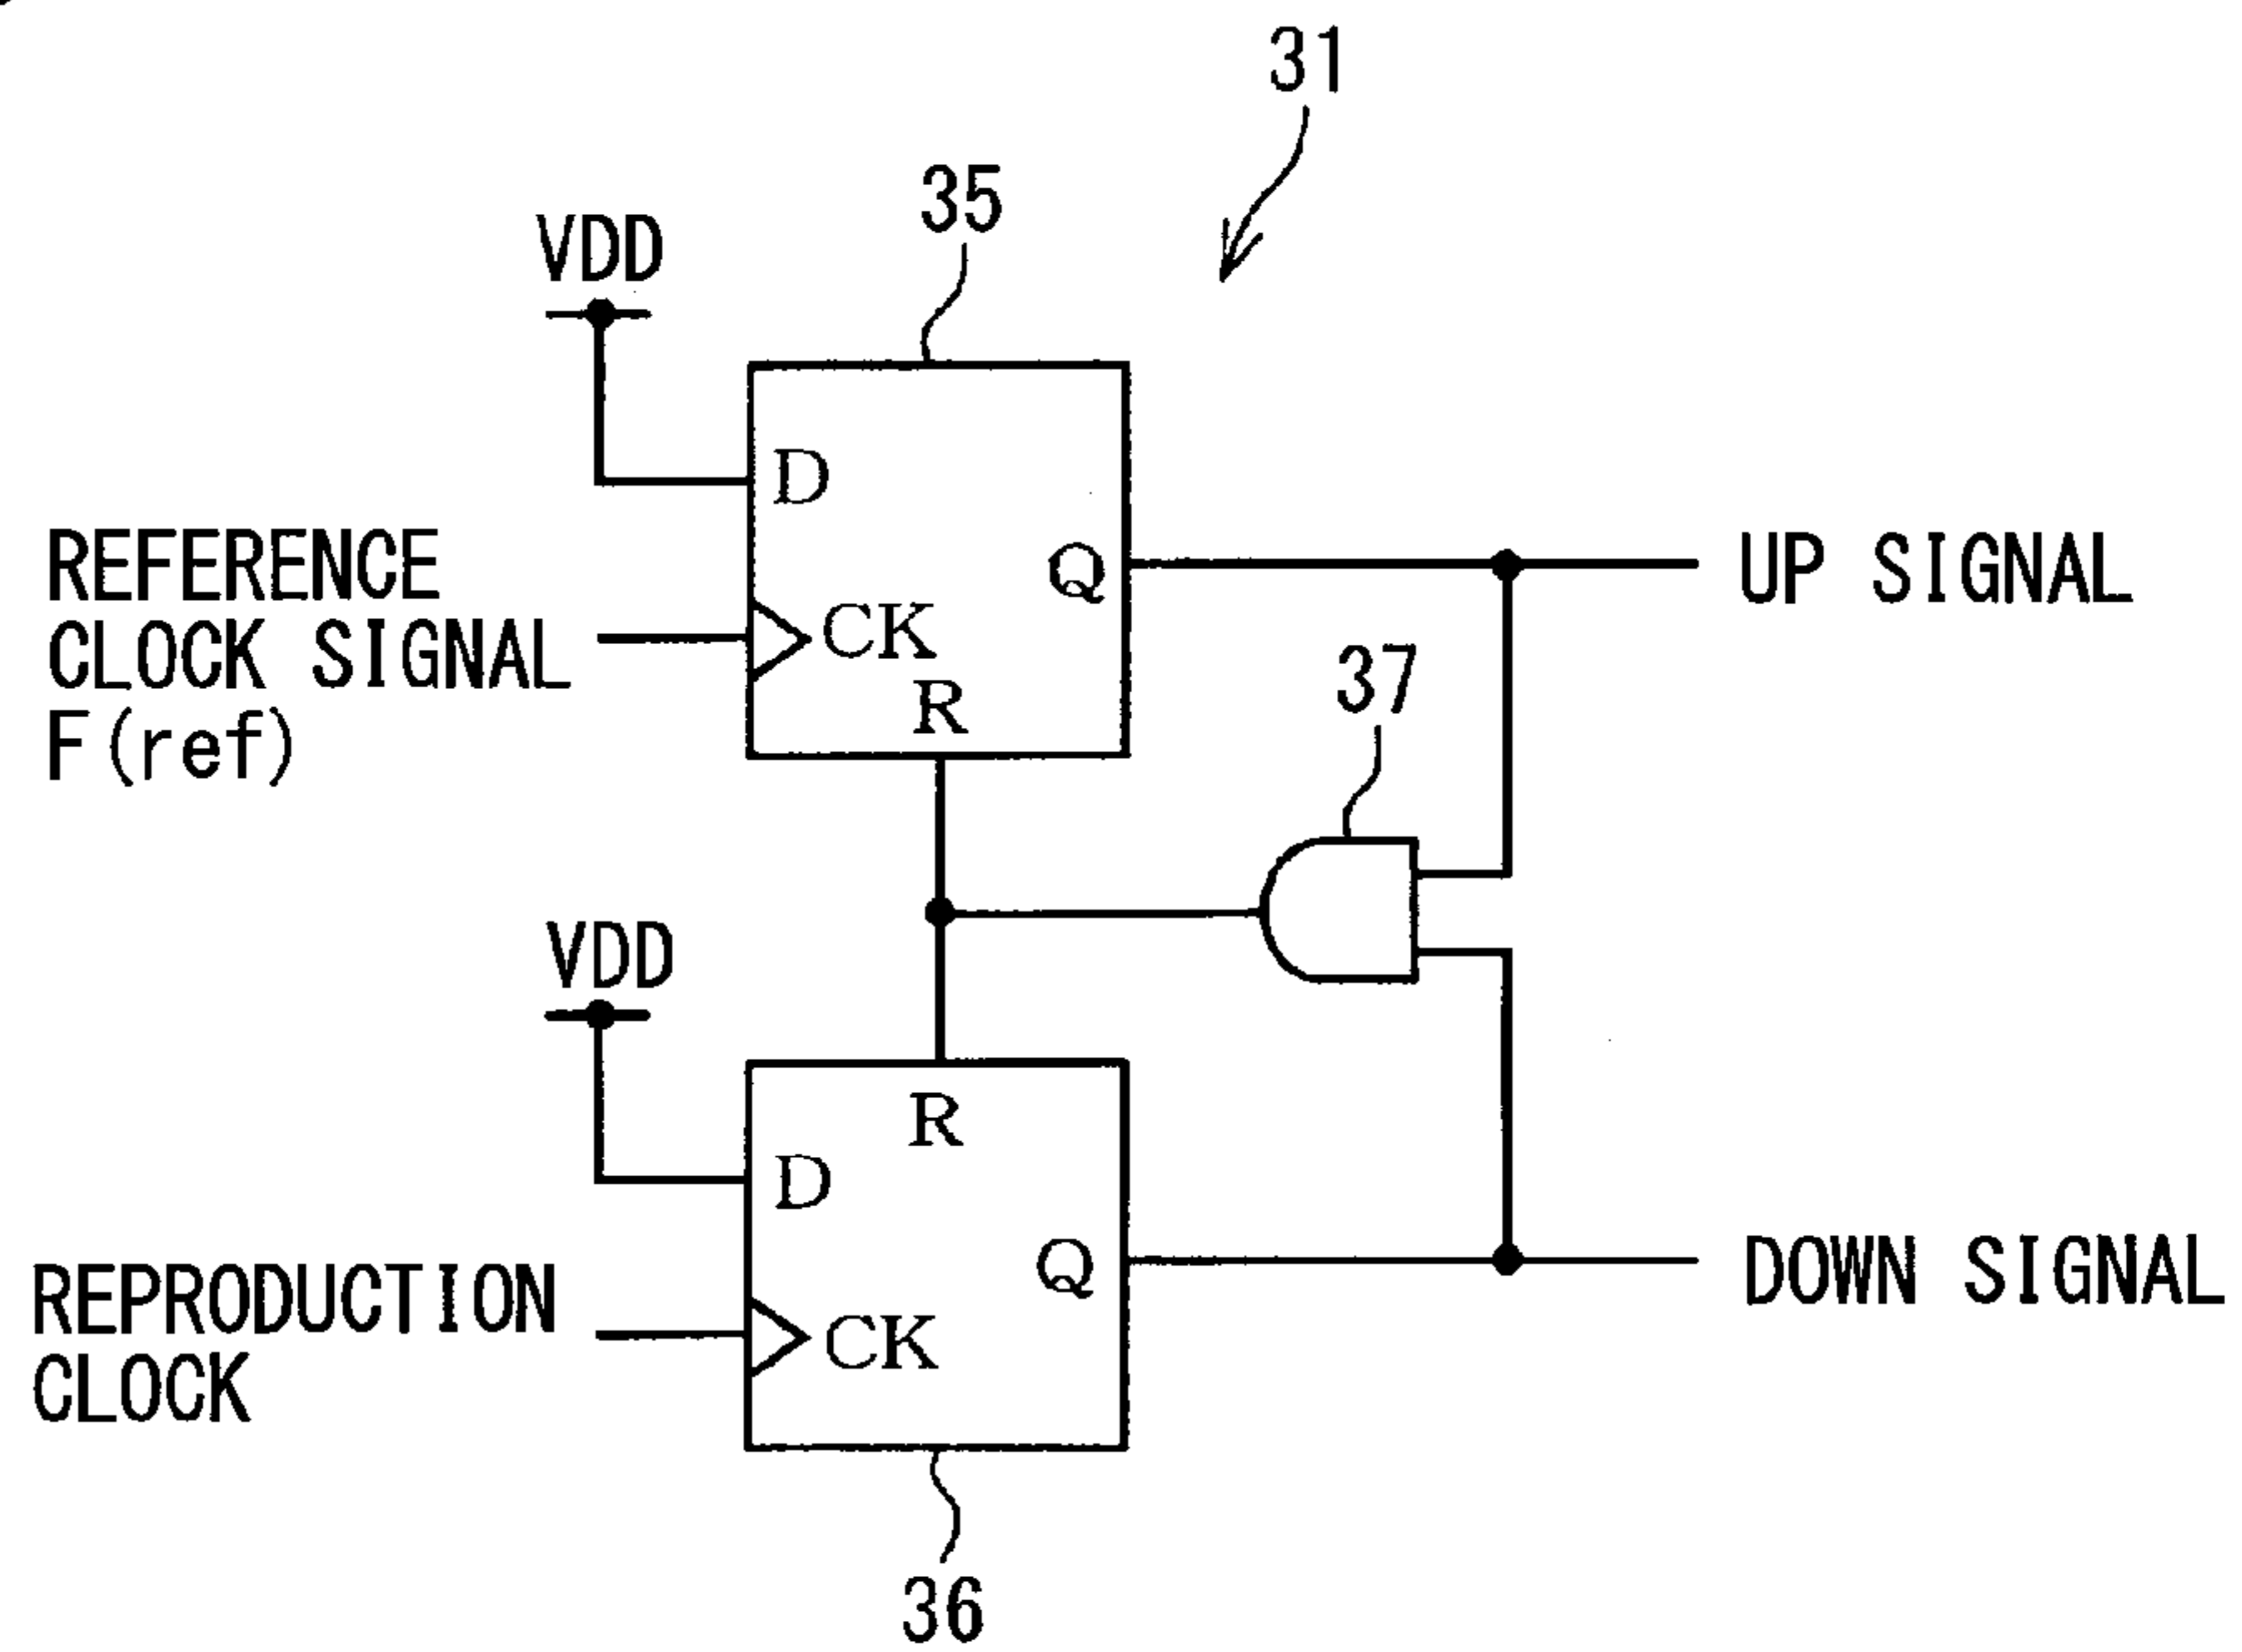 31
35
VDD
D
Q
REFERENCE
CLOCK SIGNAL
F(ref)
CK
R
UP SIGNAL
37
VDD
R
D
Q
REPRODUCTION
CLOCK
CK
DOWN SIGNAL
36